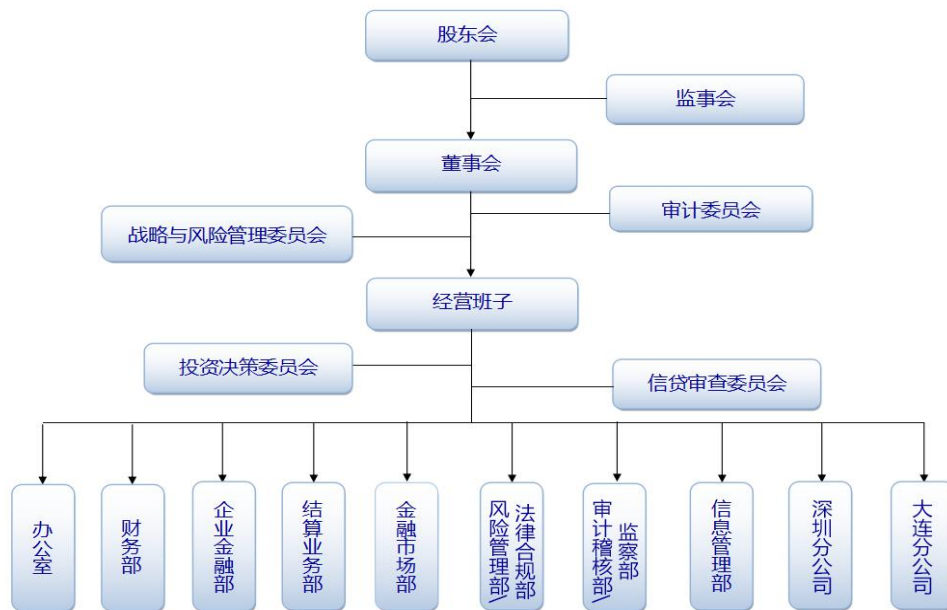 股东会
监事会
董事会
审计委员会
战略与风险管理委员会
经营班子
投资决策委员会
信贷审查委员会
办公室
财务部
企业金融部
结算业务部
金融市场部
风险管理部\
法律合规部
审计稽核部\
监察部
信息管理部
深圳分公司
大连分公司